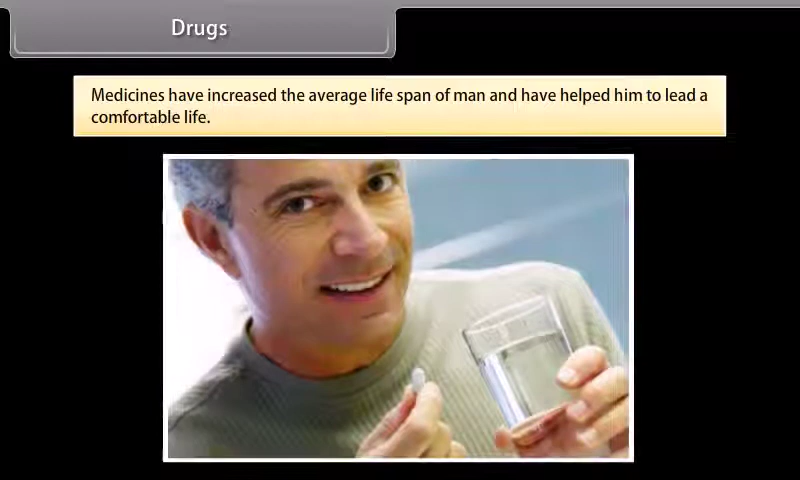 Drugs
Medicines have increased the average life span of man and have helped him to lead a
comfortable life.